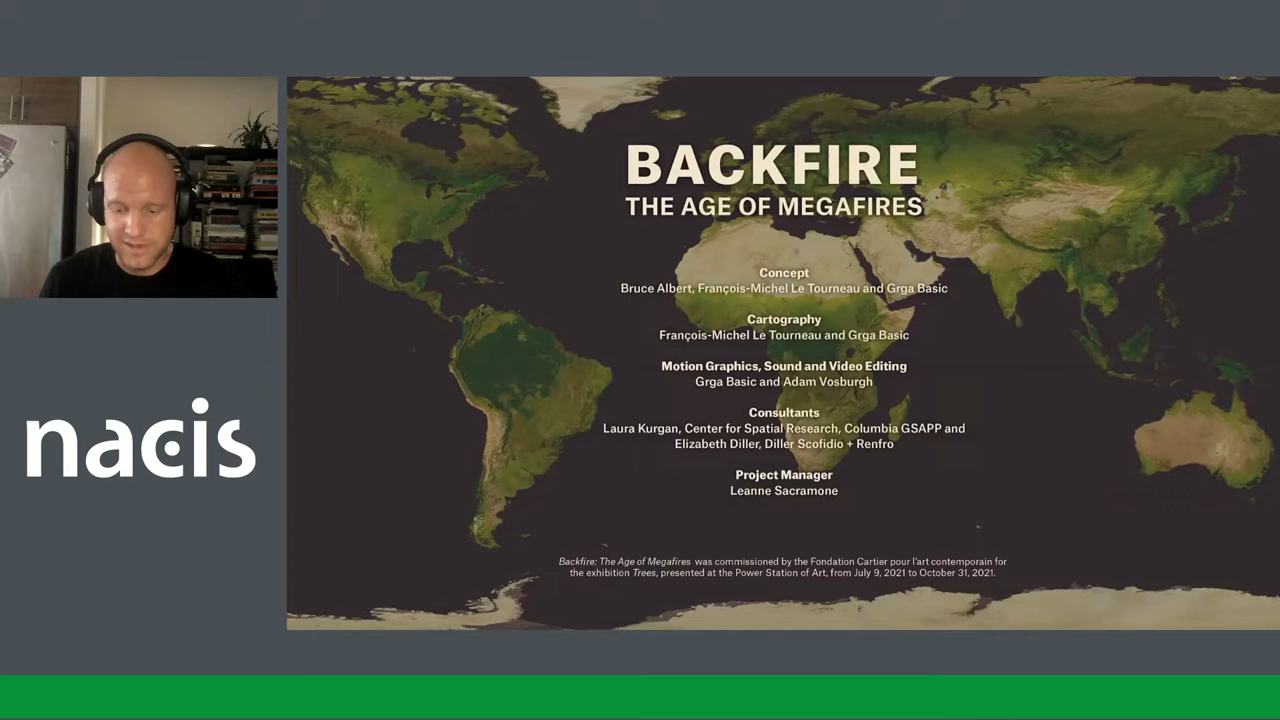 BACKFIRE
THE AGE OF MEGAFIRES
Concept
Bruce Albert, François-Michel Le Tourneau and Grga Basic
Cartography
François-Michel Le Tourneau and Grga Basic
Motion Graphics, Sound and Video Editing
Grga Basic and Adam Vosburgh
Consultants
Laura Kurgan, Center for Spatial Research, Columbia GSAPP and
Elizabeth Diller, Diller Scofidio + Renfro
Project Manager
Leanne Sacramone
Backfire: The Age of Megafires was commissioned by the Fondation Cartier pour l'art contemporain for
the exhibition Trees, presented at the Power Station of Art, from July 9, 2021 to October 31, 2021.
nacis